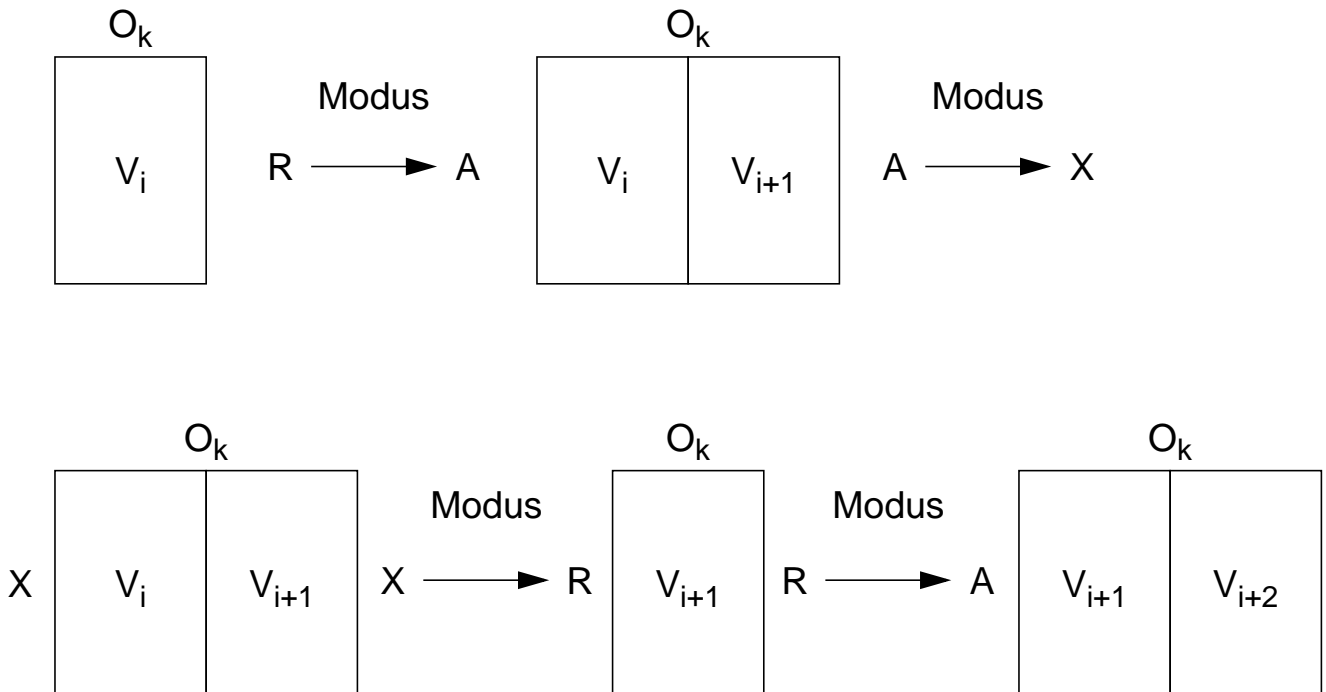 O_k O_k
Modus Modus
V_i R A V_i V_{i+1} A X
O_k O_k O_k
Modus Modus
X V_i V_{i+1} X R V_{i+1} R A V_{i+1} V_{i+2}